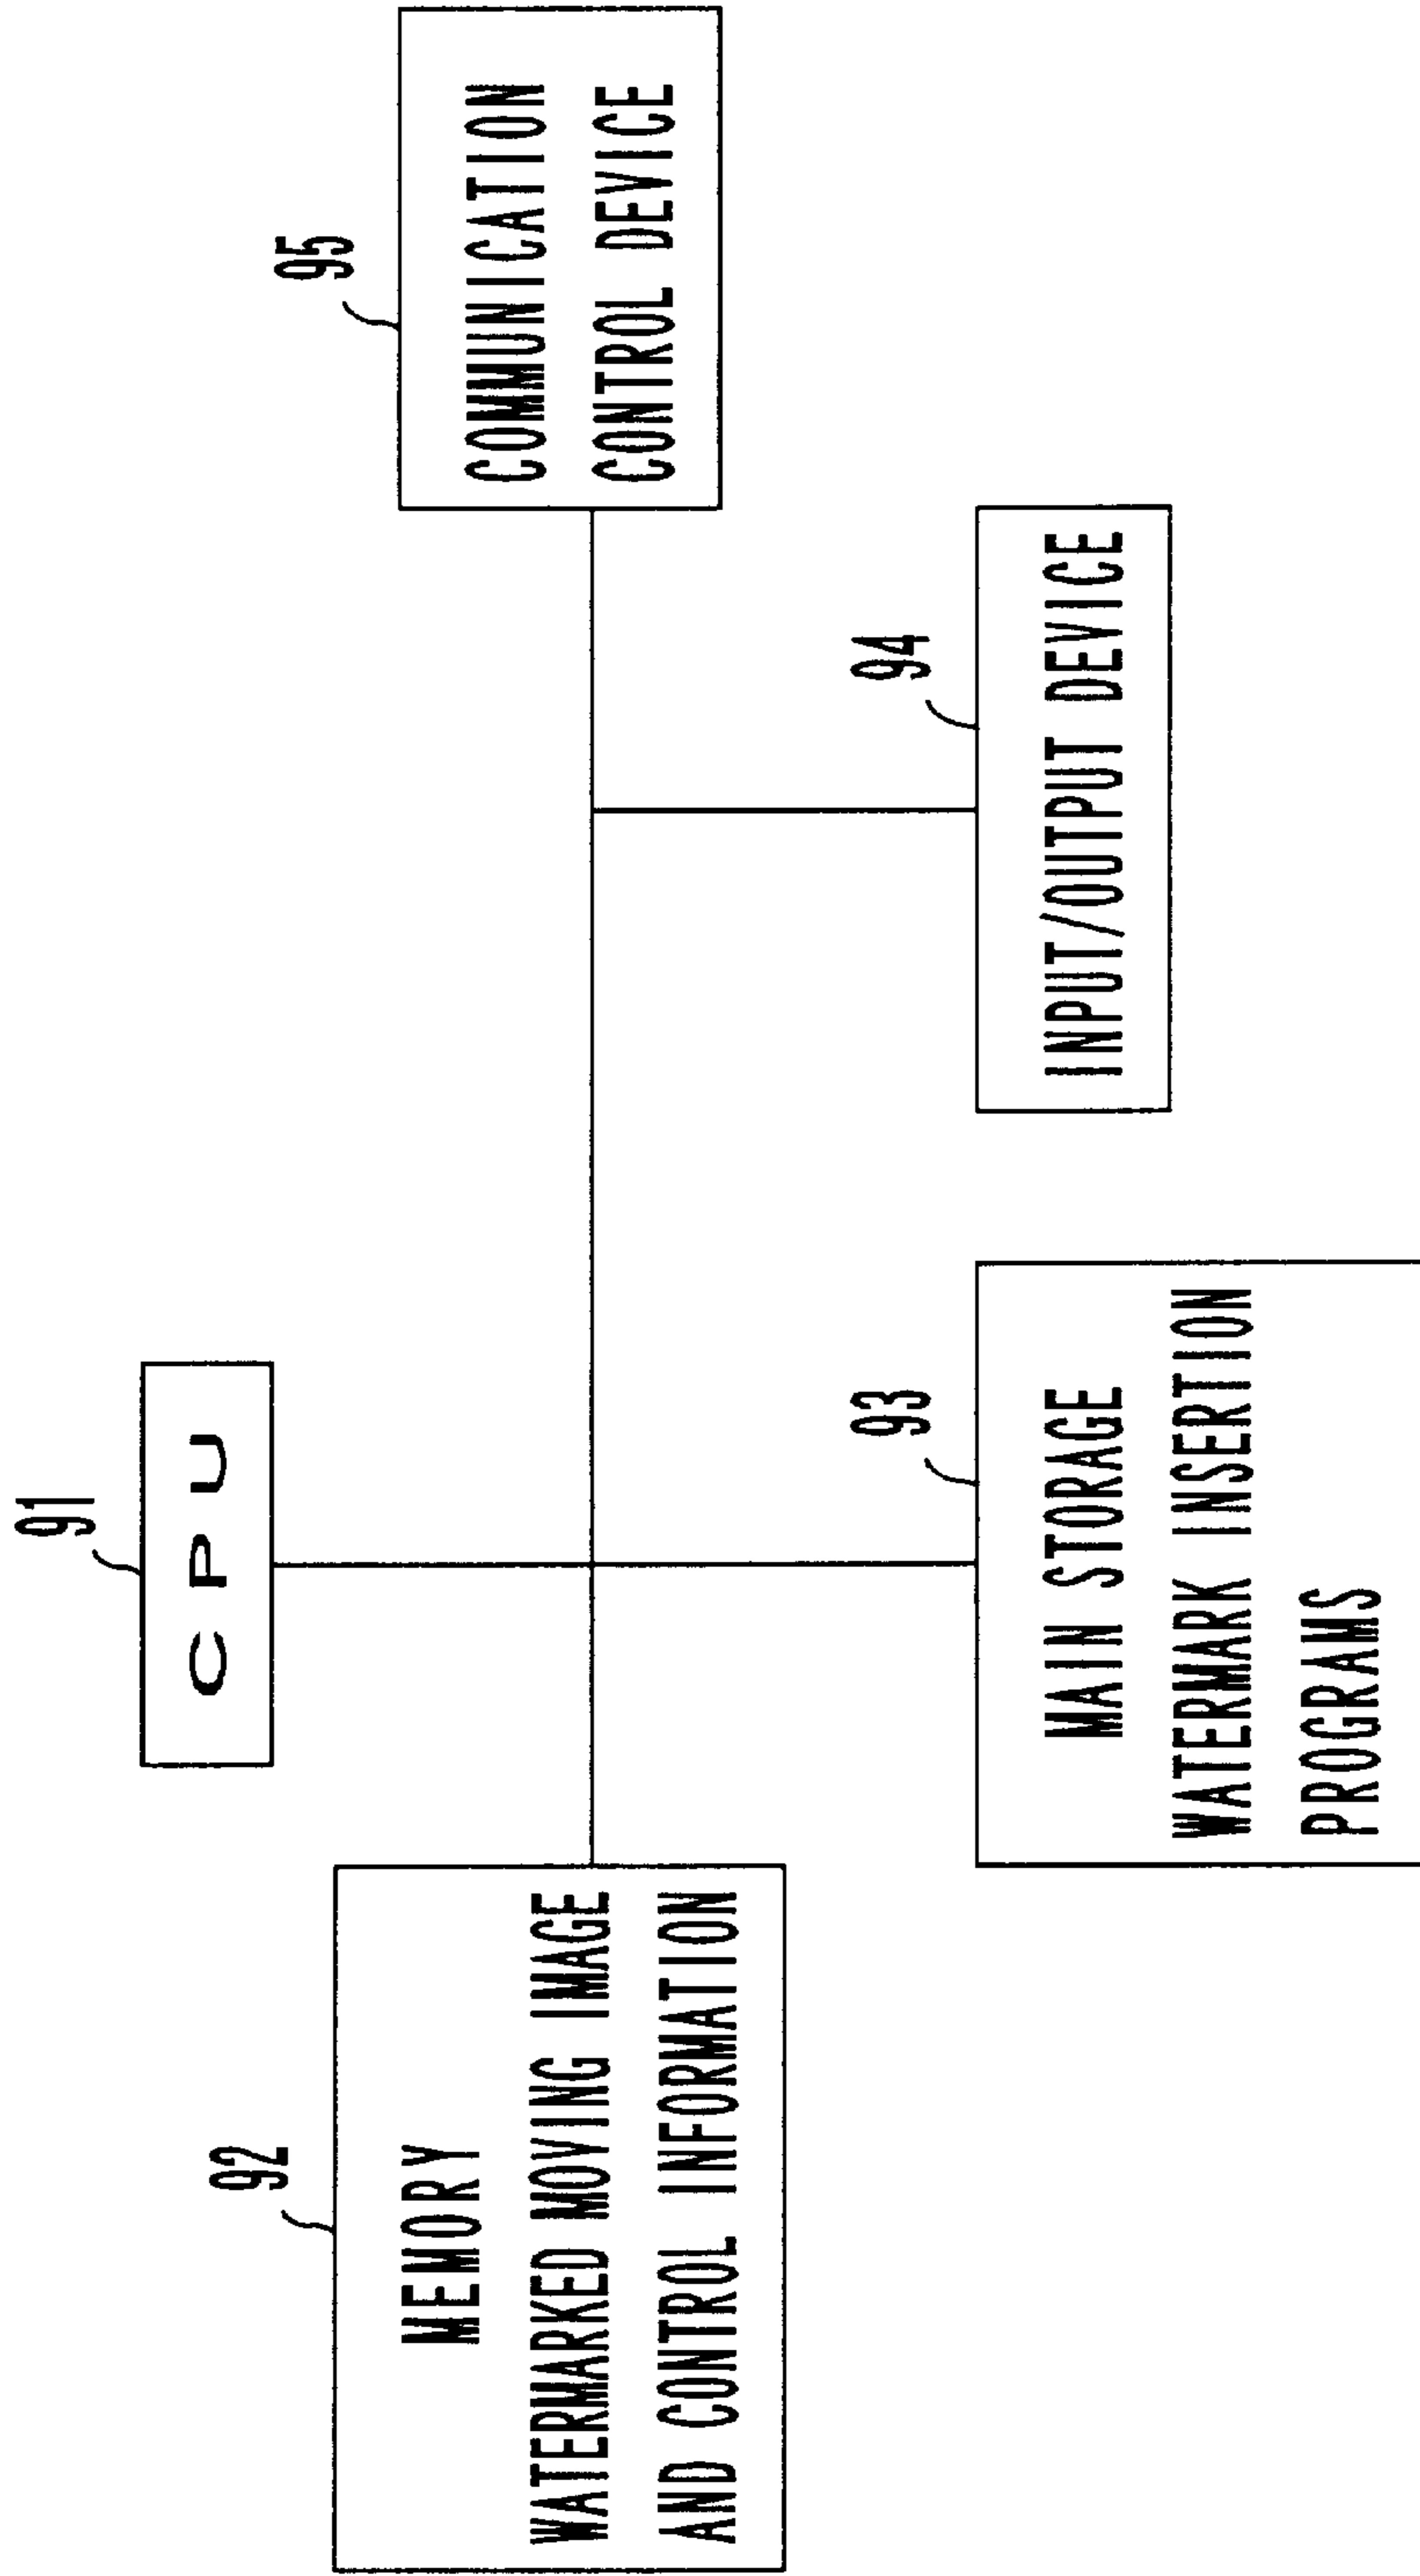 91
C P U
92
MEMORY
WATERMARKED MOVING IMAGE
AND CONTROL INFORMATION
95
COMMUNICATION
CONTROL DEVICE
93
MAIN STORAGE
WATERMARK INSERTION
PROGRAMS
94
INPUT/OUTPUT DEVICE